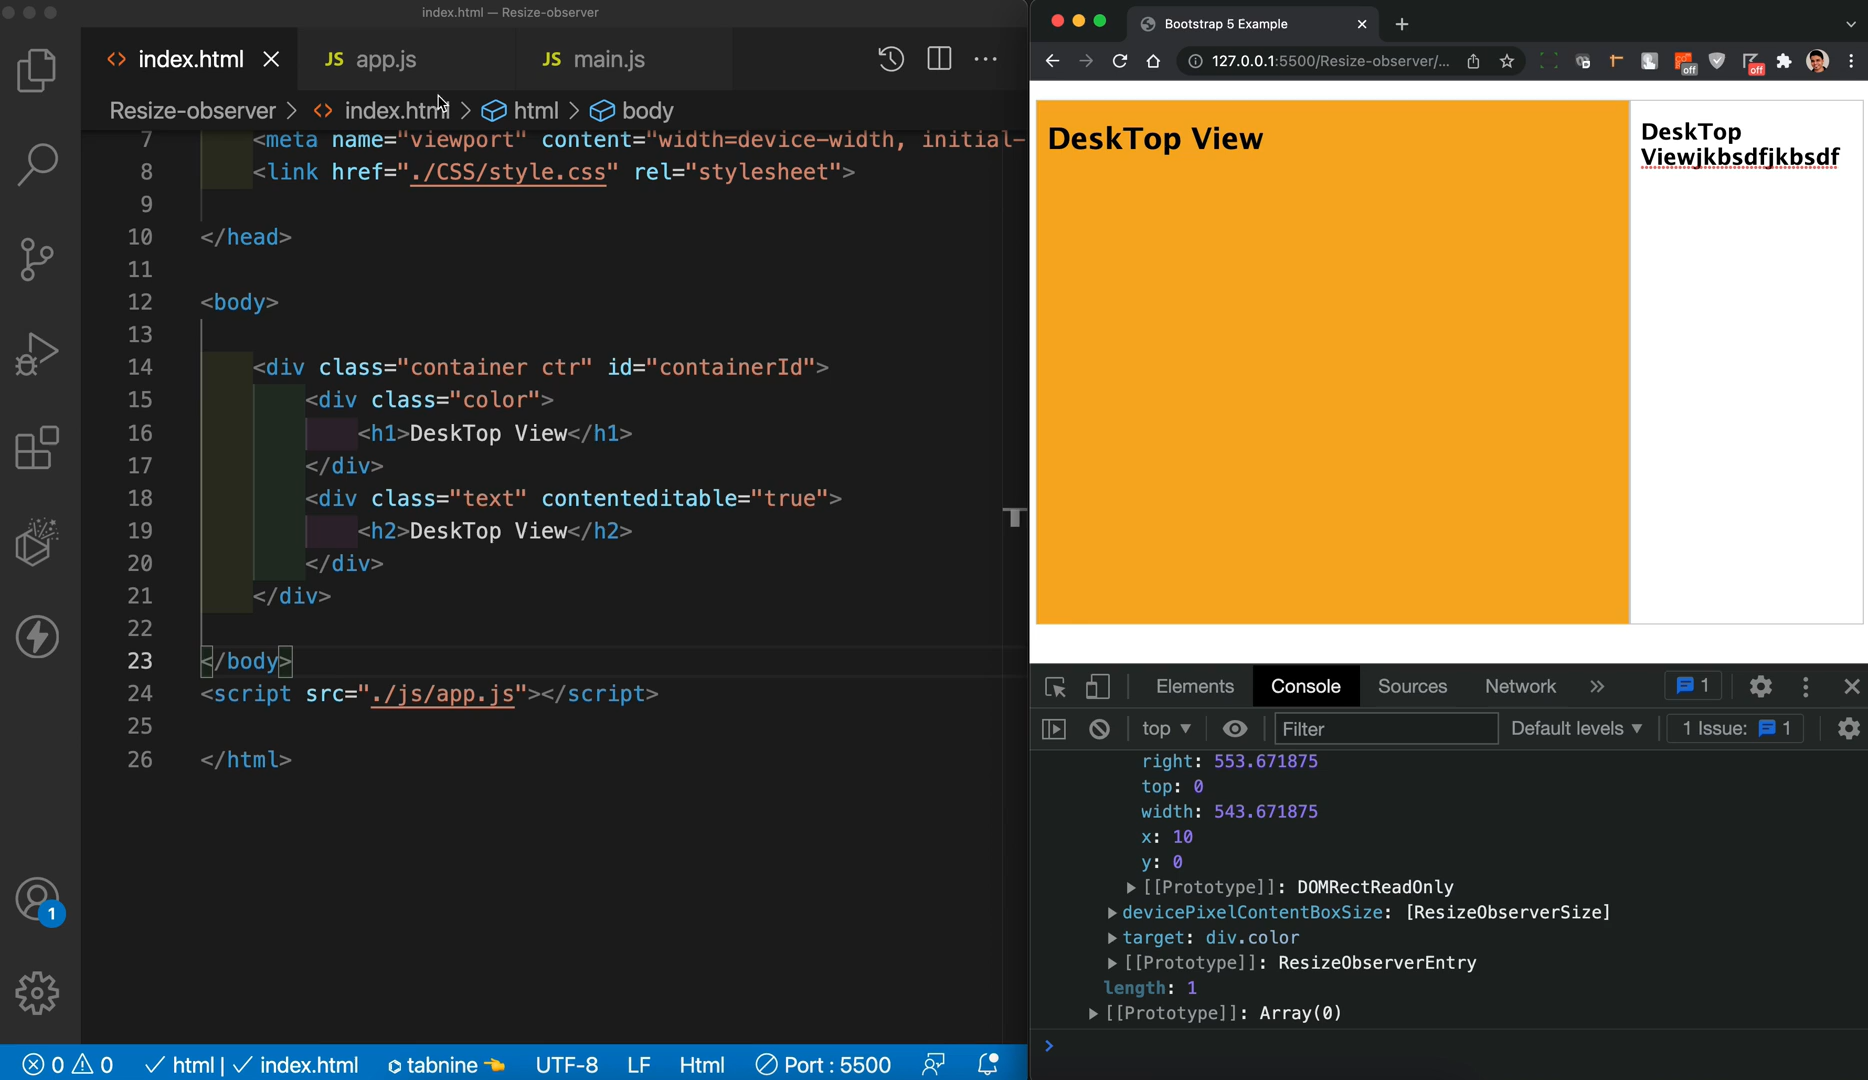 index.html — Resize-observer
index.html
JS app.js
JS main.js
Resize-observer > index.html > html > body
7 <meta name="viewport" content="width=device-width, initial-
8 <link href="./CSS/style.css" rel="stylesheet">
9
10 </head>
11
12 <body>
13
14 <div class="container ctr" id="containerId">
15 <div class="color">
16 <h1>DeskTop View</h1>
17 </div>
18 <div class="text" contenteditable="true">
19 <h2>DeskTop View</h2>
20 </div>
21 </div>
22
23 </body>
24 <script src="./js/app.js"></script>
25
26 </html>
1
0 0 html | index.html tabnine UTF-8 LF Html Port : 5500
Bootstrap 5 Example
127.0.0.1:5500/Resize-observer/...
off
off
DeskTop View
DeskTop
Viewjkbsdfjkbsdf
Elements Console Sources Network » 1
top Filter Default levels 1 Issue: 1
right: 553.671875
top: 0
width: 543.671875
x: 10
y: 0
[[Prototype]]: DOMRectReadOnly
devicePixelContentBoxSize: [ResizeObserverSize]
target: div.color
[[Prototype]]: ResizeObserverEntry
length: 1
[[Prototype]]: Array(0)
>